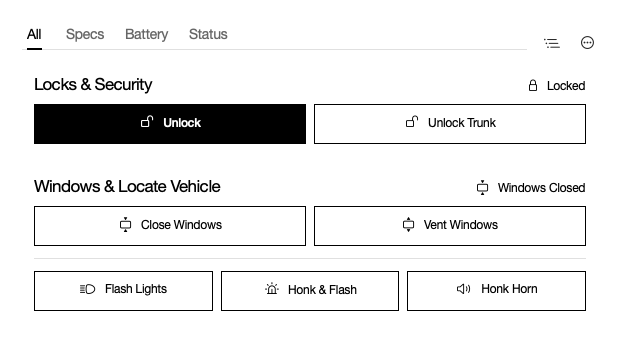 All Specs Battery Status
Locks & Security Locked
Unlock Unlock Trunk
Windows & Locate Vehicle Windows Closed
Close Windows Vent Windows
Flash Lights Honk & Flash Honk Horn